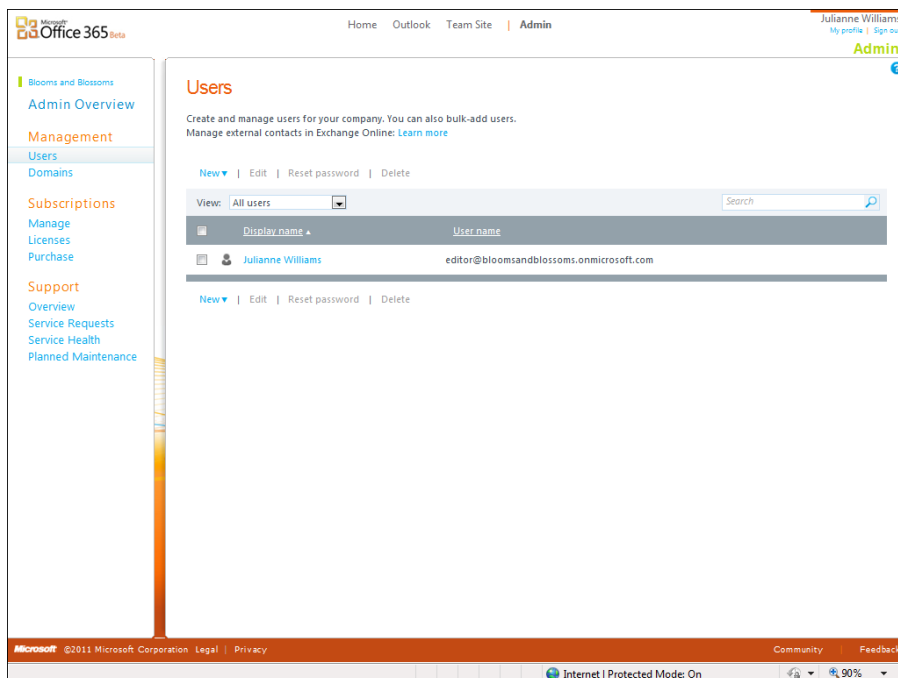 Microsoft®
Office 365 Beta
Home Outlook Team Site | Admin
Julianne Williams
My profile | Sign ou
Admin
Blooms and Blossoms
Admin Overview
Management
Users
Domains
Subscriptions
Manage
Licenses
Purchase
Support
Overview
Service Requests
Service Health
Planned Maintenance
Users
Create and manage users for your company. You can also bulk-add users.
Manage external contacts in Exchange Online: Learn more
New | Edit | Reset password | Delete
View: All users
Search
Display name User name
Julianne Williams editor@bloomsandblossoms.onmicrosoft.com
New | Edit | Reset password | Delete
Microsoft ©2011 Microsoft Corporation Legal | Privacy
Community | Feedback
Internet | Protected Mode: On
90%